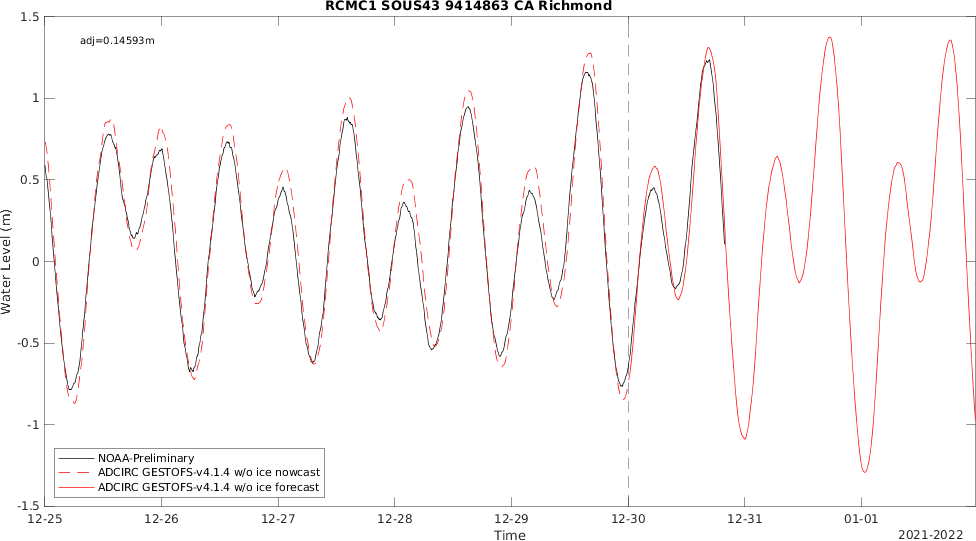 RCMC1 SOUS43 9414863 CA Richmond
adj=0.14593m
1.5
1
0.5
0
-0.5
-1
-1.5
Water Level (m)
NOAA-Preliminary
ADCIRC GESTOFS-v4.1.4 w/o ice nowcast
ADCIRC GESTOFS-v4.1.4 w/o ice forecast
12-25 12-26 12-27 12-28 12-29 12-30 12-31 01-01
Time
2021-2022